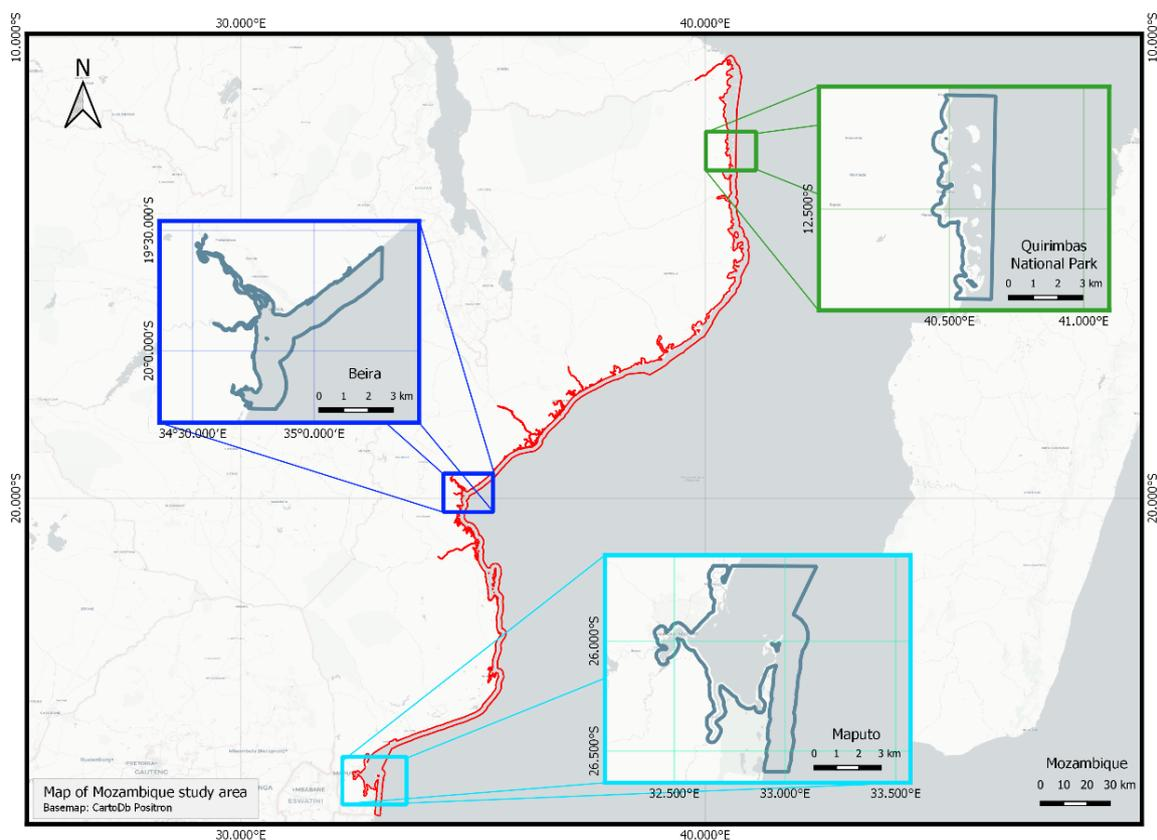 30.000°E 40.000°E
10.000°S
10.000°S
N
12.500°S
Quirimbas
National Park
0 1 2 3 km
40.500°E 41.000°E
19°30.000'S
20°0.000'S
Beira
0 1 2 3 km
34°30.000'E 35°0.000'E
20.000°S
20.000°S
26.000°S
26.500°S
Maputo
0 1 2 3 km
32.500°E 33.000°E 33.500°E
GAUTENG
MBABANE
ESWATINI
Map of Mozambique study area
Basemap: CartoDb Positron
Mozambique
0 10 20 30 km
30.000°E 40.000°E